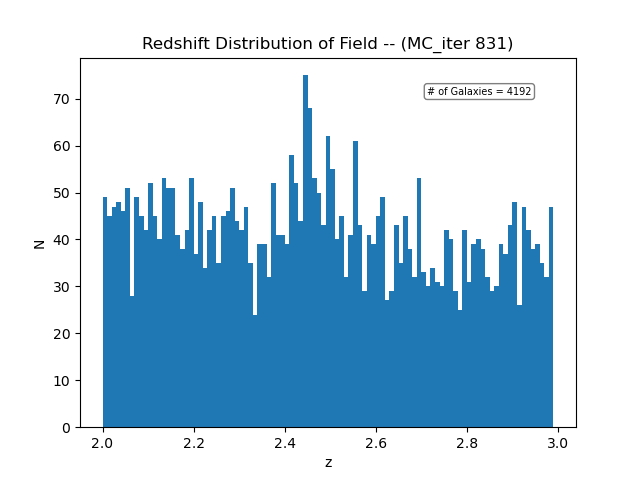 Redshift Distribution of Field -- (MC_iter 831)
# of Galaxies = 4192
70
60
50
40
30
20
10
0
N
2.0 2.2 2.4 2.6 2.8 3.0
z